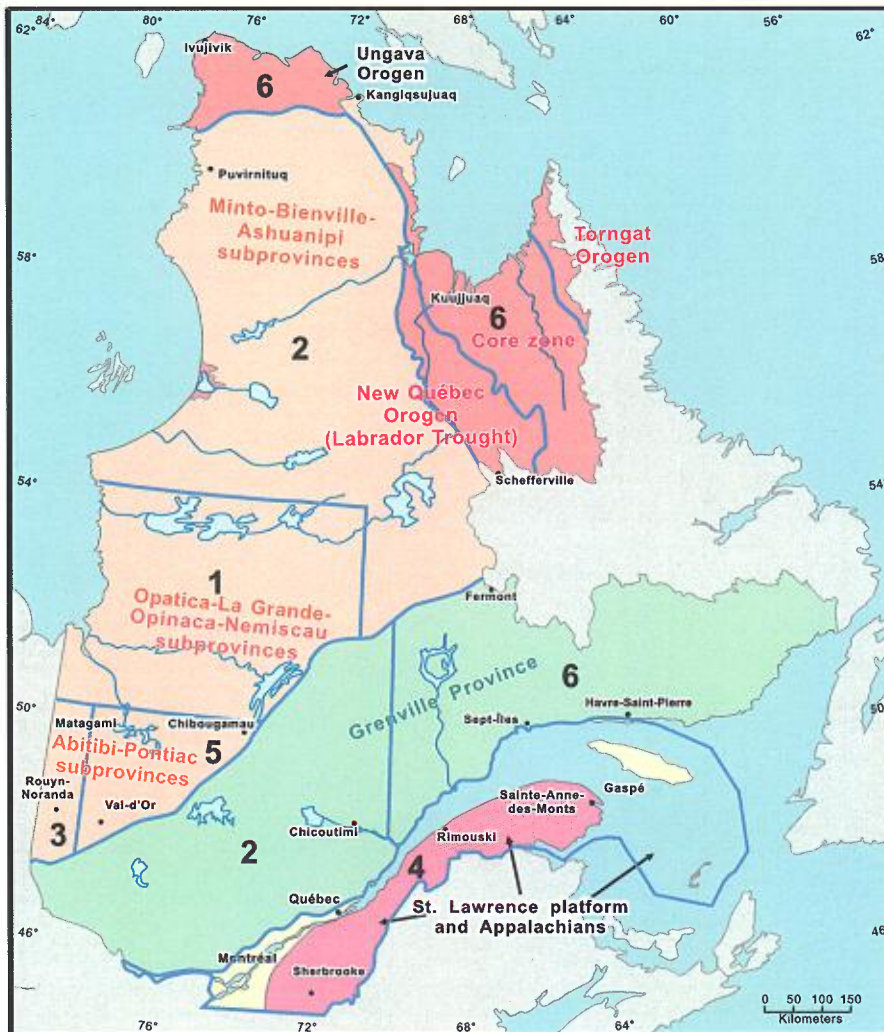 84°
80°
76°
72°
68°
64°
60°
56°
62°
62°
Ivujivik
Ungava
Orogen
6
Kangiqsujuaq
Puvirnituq
Minto-Bienville-
Ashuanipi
subprovinces
Torngat
Orogen
58°
58°
Kuujjuaq
6
Core zone
2
New Québec
Orogen
(Labrador Trought)
54°
Schefferville
54°
1
Opatica-La Grande-
Opinaca-Nemiscau
subprovinces
Fermont
6
Grenville Province
50°
Havre-Saint-Pierre
50°
Matagami
Chibougamau
Sept-Îles
Abitibi-Pontiac
subprovinces
5
Rouyn-
Noranda
Val-d'Or
Sainte-Anne-
des-Monts
Gaspé
3
Chicoutimi
Rimouski
2
4
Québec
St. Lawrence platform
and Appalachians
46°
46°
Montréal
Sherbrooke
0 50 100 150
Kilometers
76°
72°
68°
64°